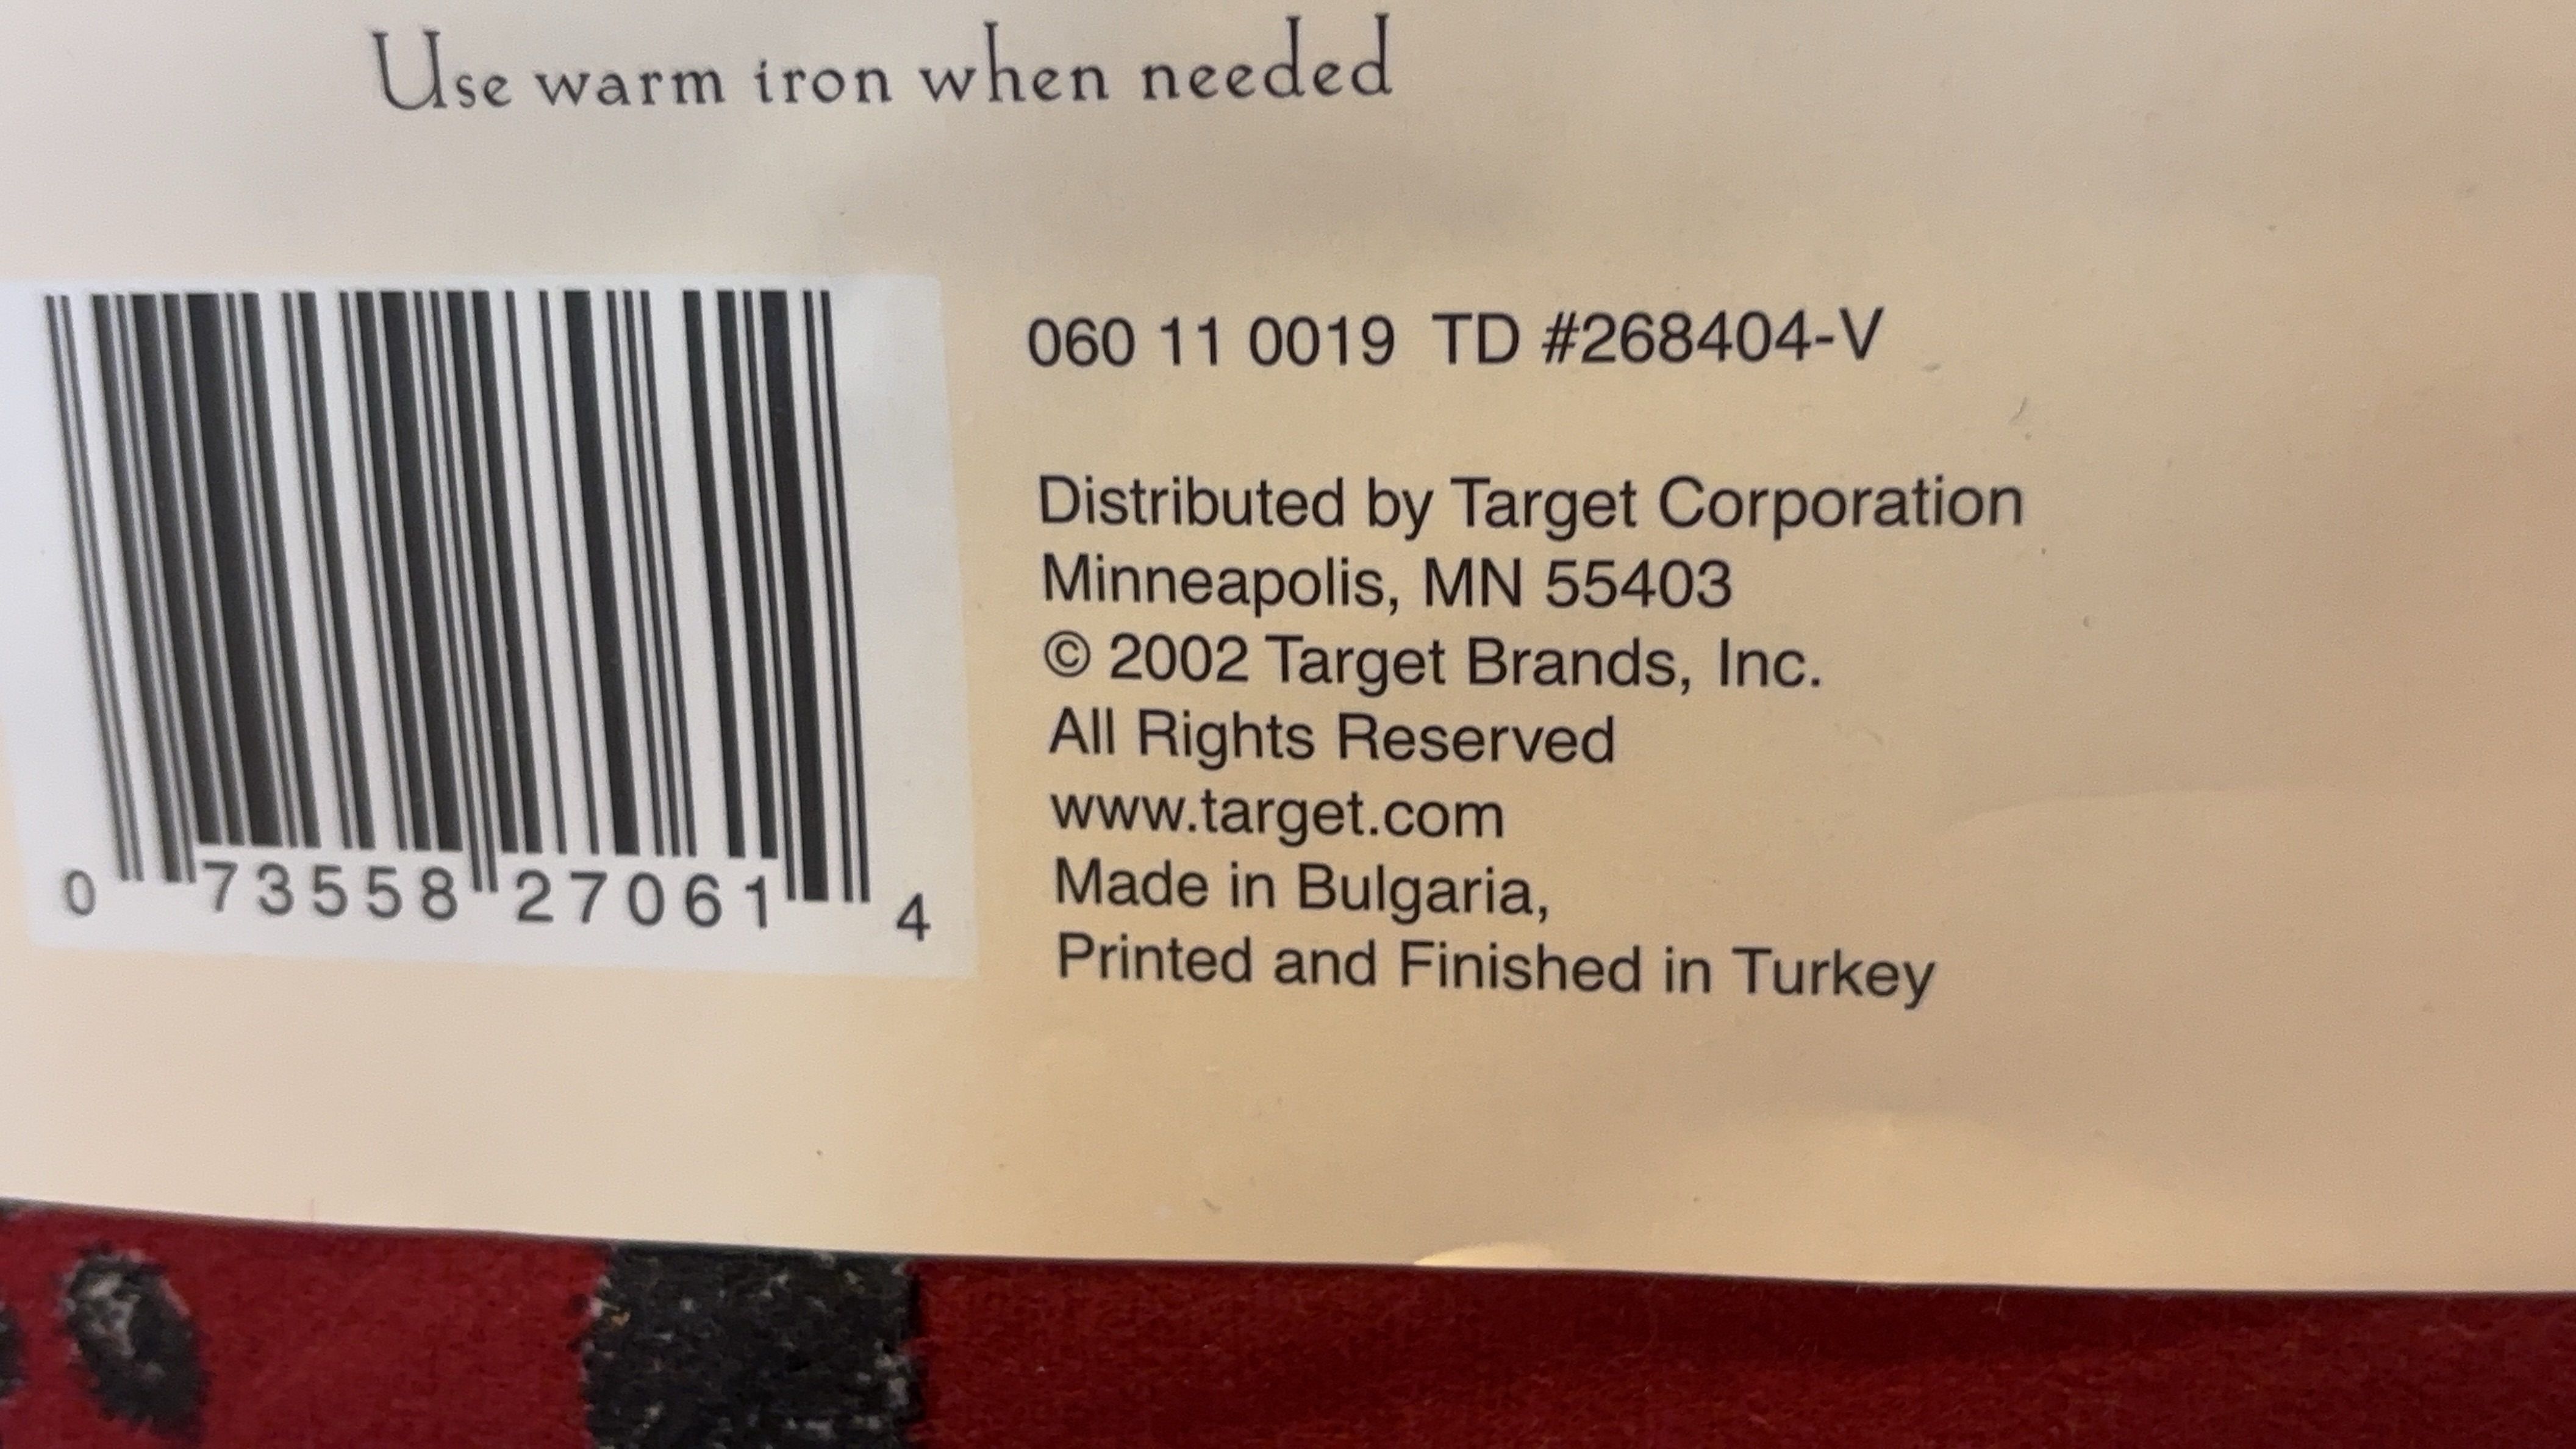 Use warm iron when needed
060 11 0019 TD #268404-V
Distributed by Target Corporation
Minneapolis, MN 55403
© 2002 Target Brands, Inc.
All Rights Reserved
www.target.com
Made in Bulgaria,
Printed and Finished in Turkey
0 73558 27061 4